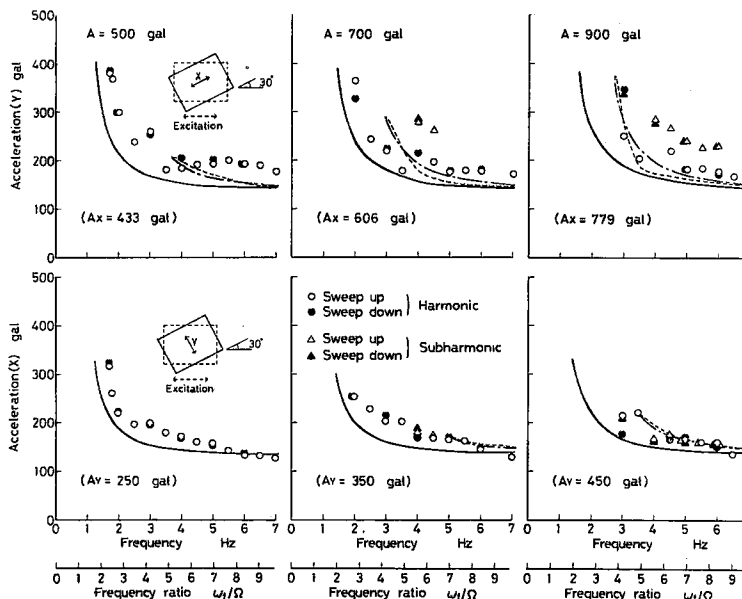 A = 500 gal
A = 700 gal
A = 900 gal
500
400
300
200
100
0
Acceleration(Y) gal
X
30°
Excitation
(Ax = 433 gal)
(Ax = 606 gal)
(Ax = 779 gal)
500
400
300
200
100
0
Acceleration(X) gal
Y
30°
Excitation
Sweep up
Sweep down
Harmonic
Sweep up
Sweep down
Subharmonic
(Ay = 250 gal)
(Ay = 350 gal)
(Ay = 450 gal)
0 1 2 3 4 5 6 7
0 1 2 3 4 5 6 7
0 1 2 3 4 5 6
Frequency Hz
Frequency Hz
Frequency Hz
0 1 2 3 4 5 6 7 8 9
0 1 2 3 4 5 6 7 8 9
0 1 2 3 4 5 6 7 8 9
Frequency ratio ω₁/Ω
Frequency ratio ω₁/Ω
Frequency ratio ω₁/Ω